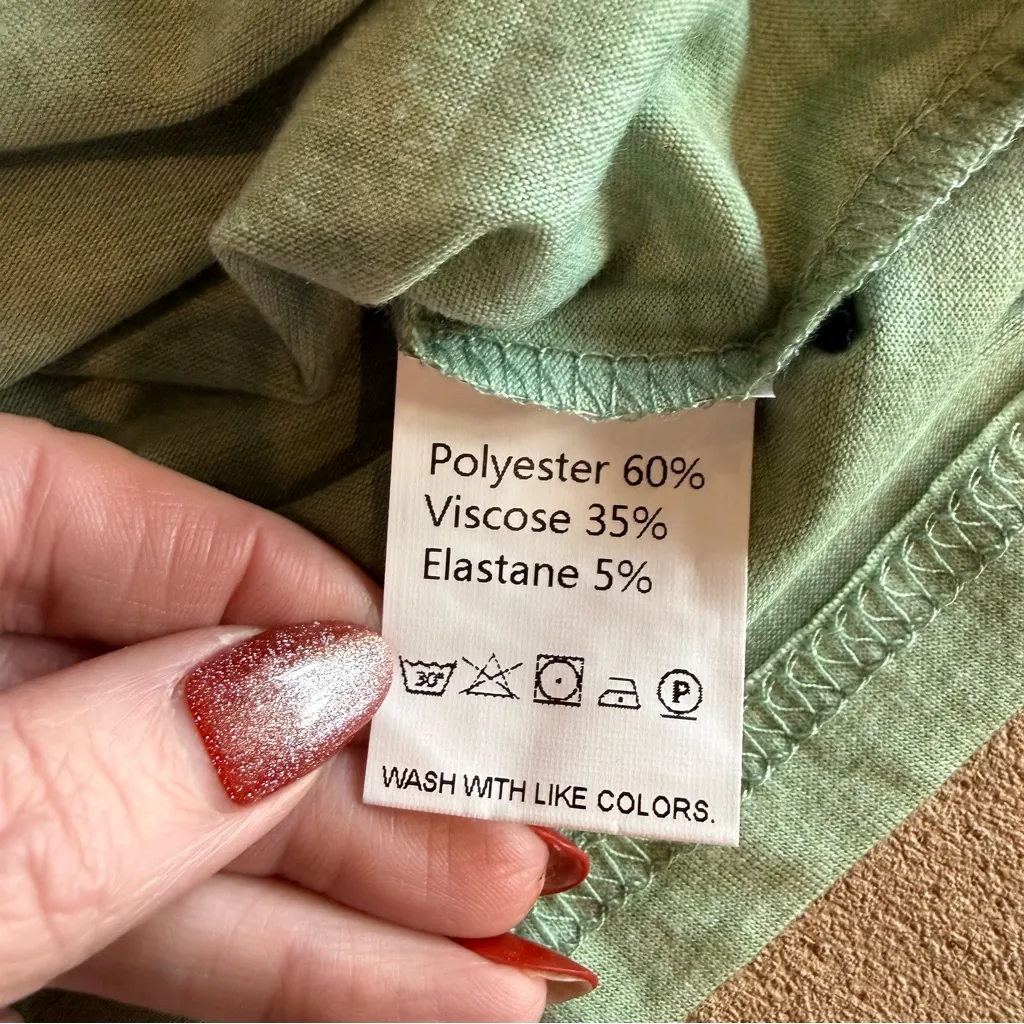 Polyester 60%
Viscose 35%
Elastane 5%
30° P
WASH WITH LIKE COLORS.